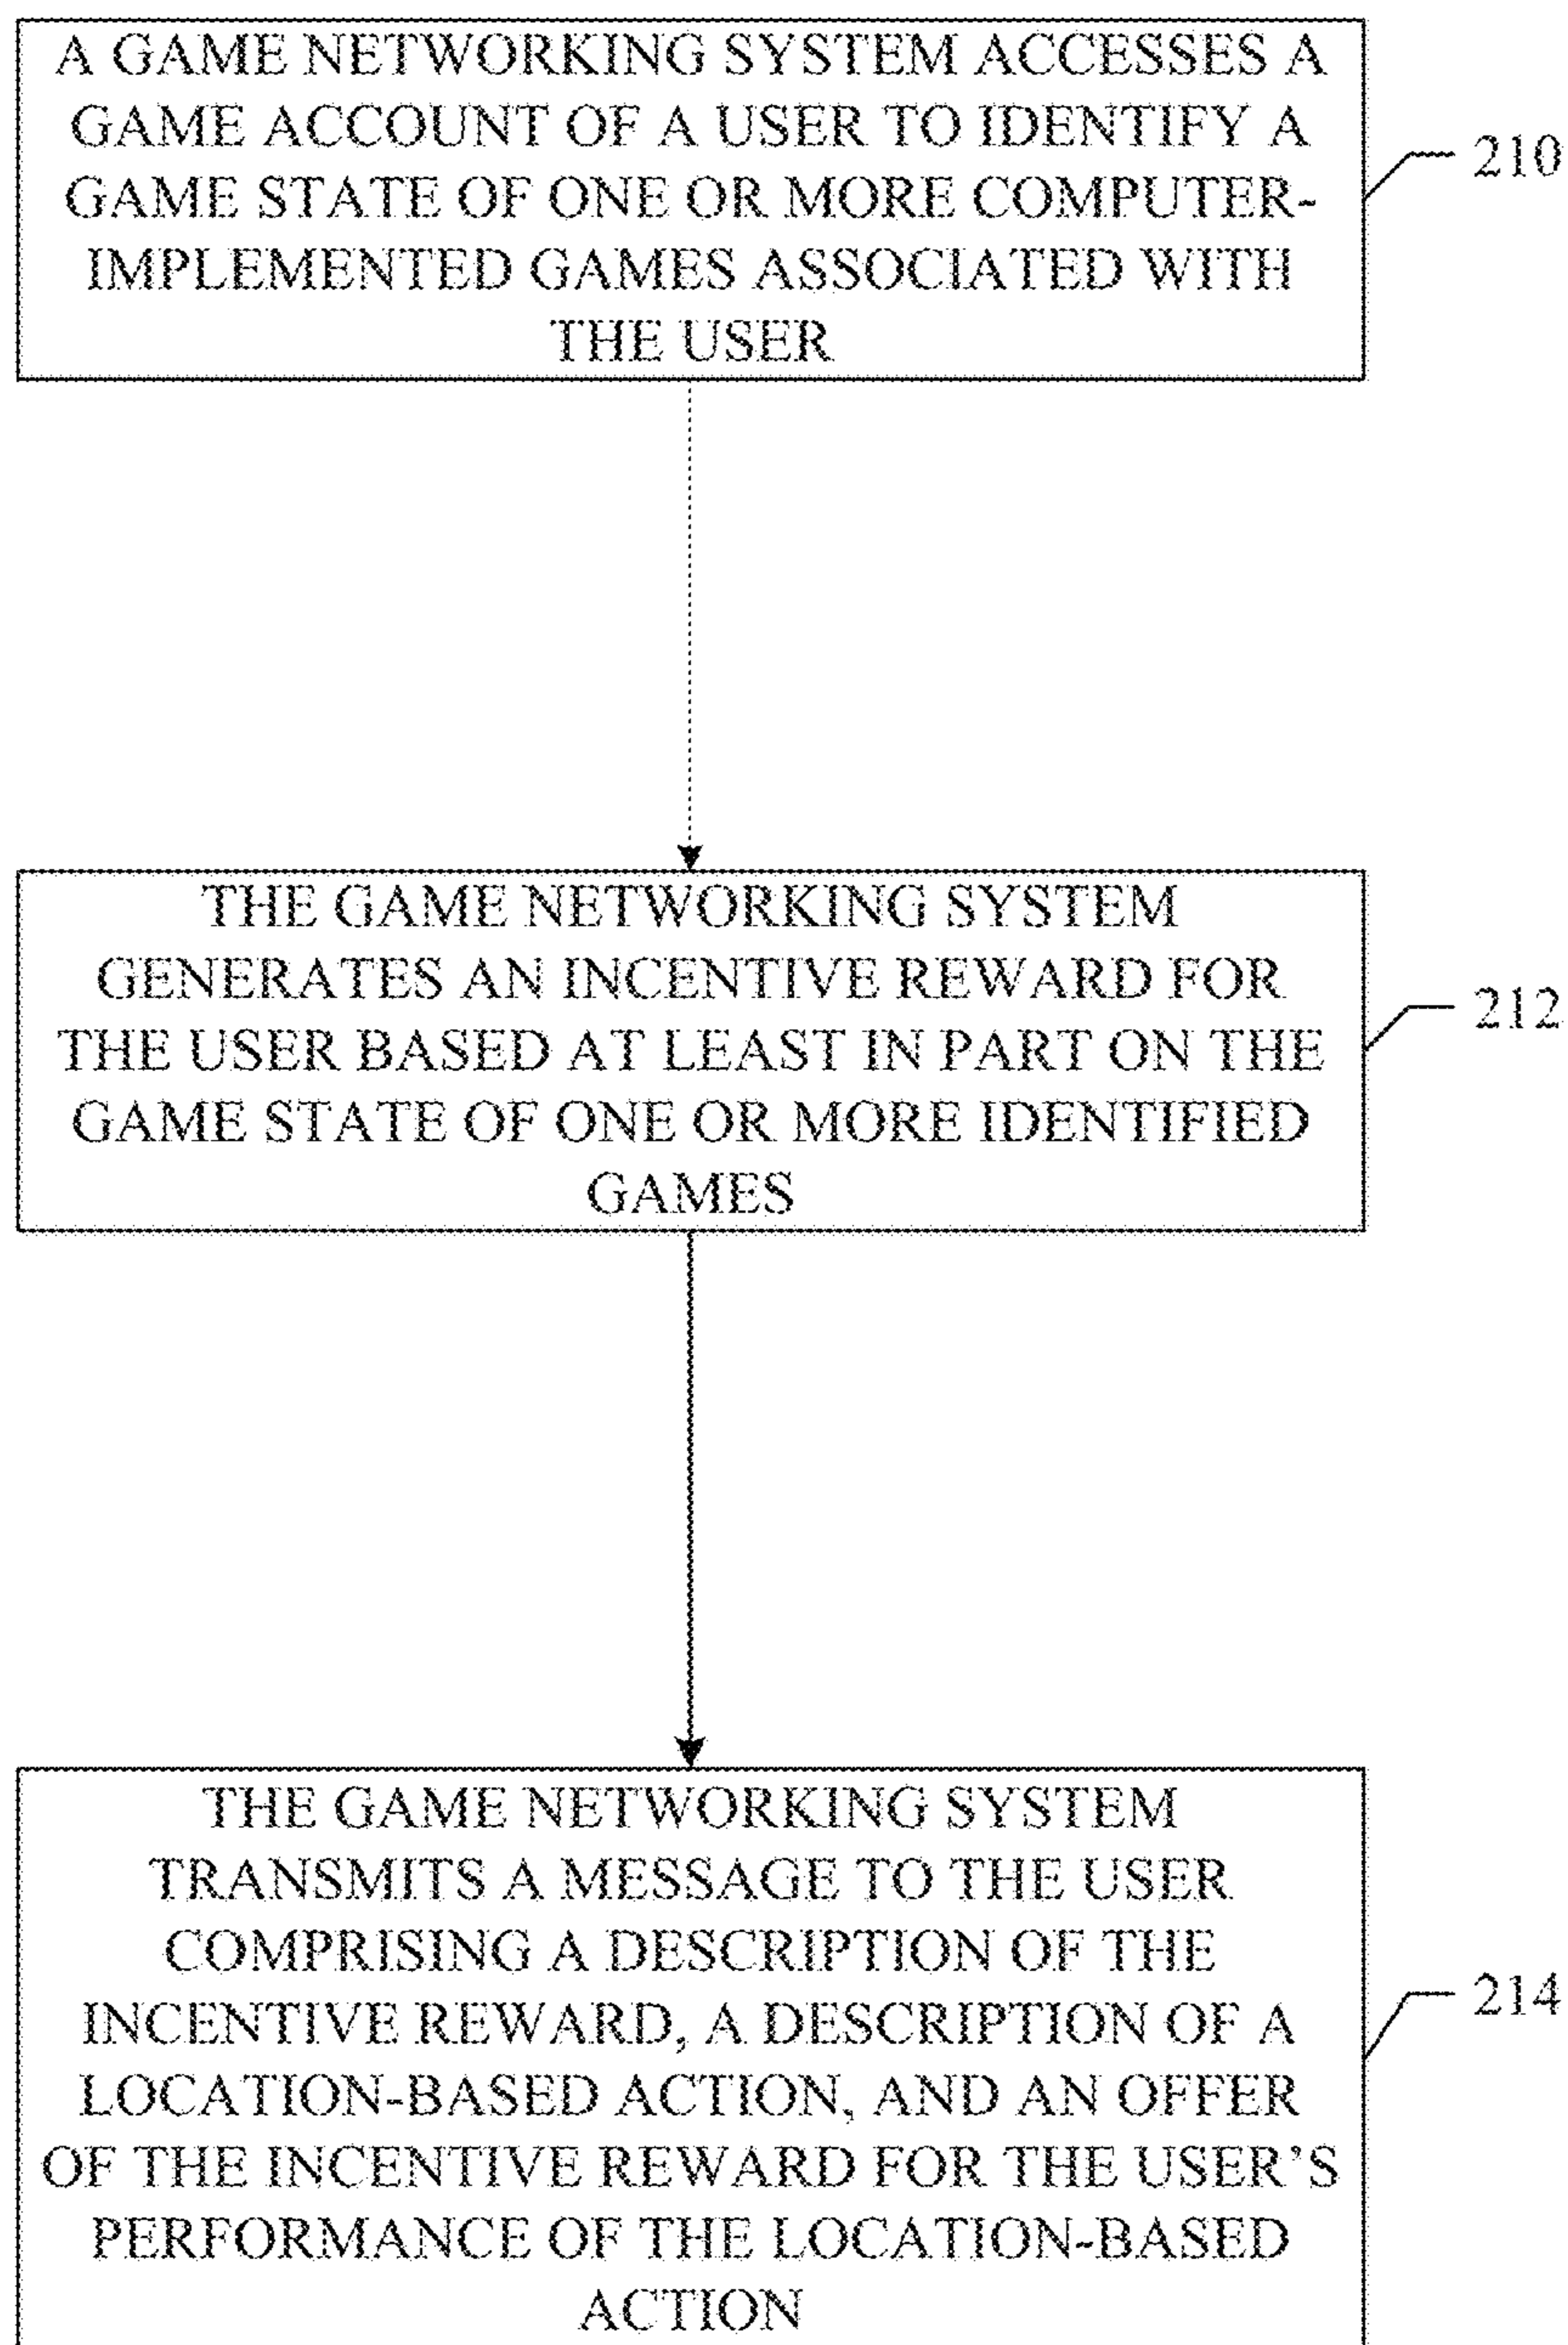 A GAME NETWORKING SYSTEM ACCESSES A
GAME ACCOUNT OF A USER TO IDENTIFY A
GAME STATE OF ONE OR MORE COMPUTER-
IMPLEMENTED GAMES ASSOCIATED WITH
THE USER
210
THE GAME NETWORKING SYSTEM
GENERATES AN INCENTIVE REWARD FOR
THE USER BASED AT LEAST IN PART ON THE
GAME STATE OF ONE OR MORE IDENTIFIED
GAMES
212
THE GAME NETWORKING SYSTEM
TRANSMITS A MESSAGE TO THE USER
COMPRISING A DESCRIPTION OF THE
INCENTIVE REWARD, A DESCRIPTION OF A
LOCATION-BASED ACTION, AND AN OFFER
OF THE INCENTIVE REWARD FOR THE USER’S
PERFORMANCE OF THE LOCATION-BASED
ACTION
214